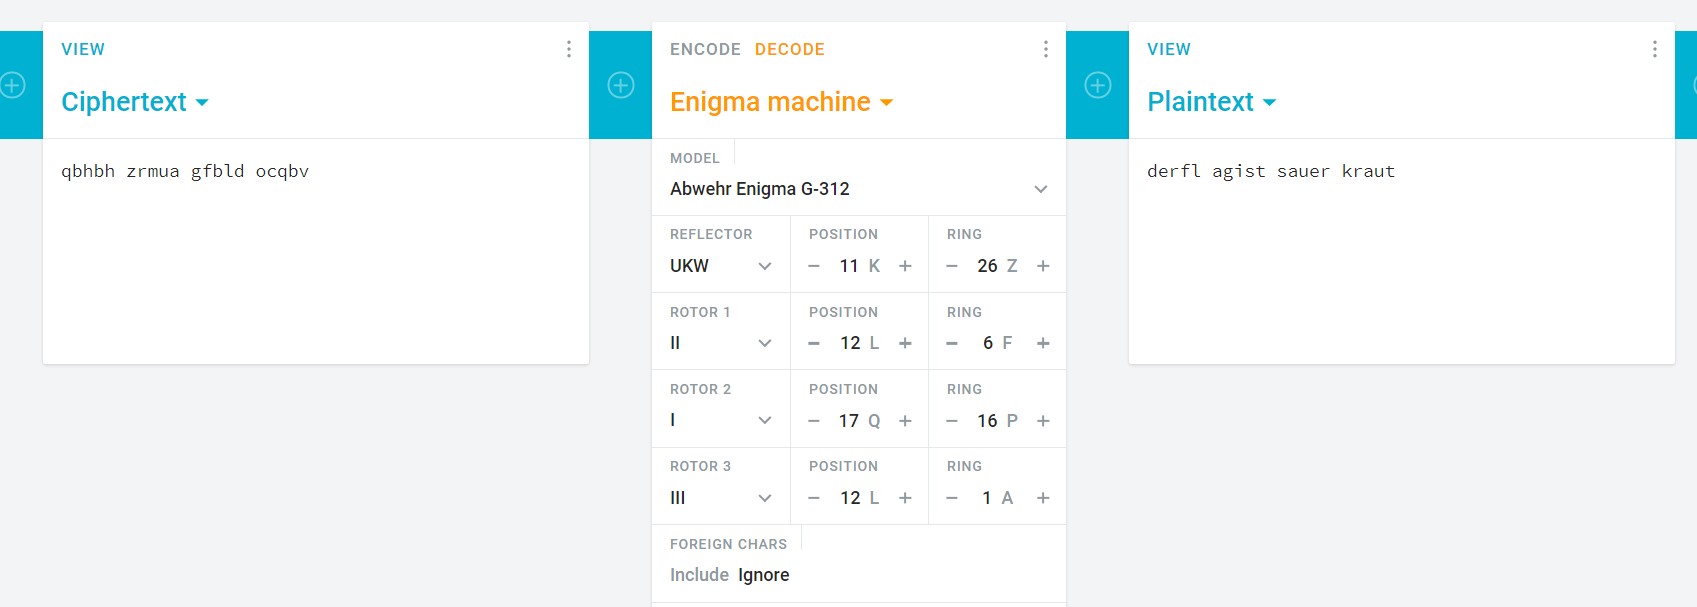 VIEW
Ciphertext
qbhbh zrmua gfbld ocqbv
ENCODE DECODE
Enigma machine
MODEL
Abwehr Enigma G-312
REFLECTOR POSITION RING
UKW − 11 K + − 26 Z +
ROTOR 1 POSITION RING
II − 12 L + − 6 F +
ROTOR 2 POSITION RING
I − 17 Q + − 16 P +
ROTOR 3 POSITION RING
III − 12 L + − 1 A +
FOREIGN CHARS
Include Ignore
VIEW
Plaintext
derfl agist sauer kraut